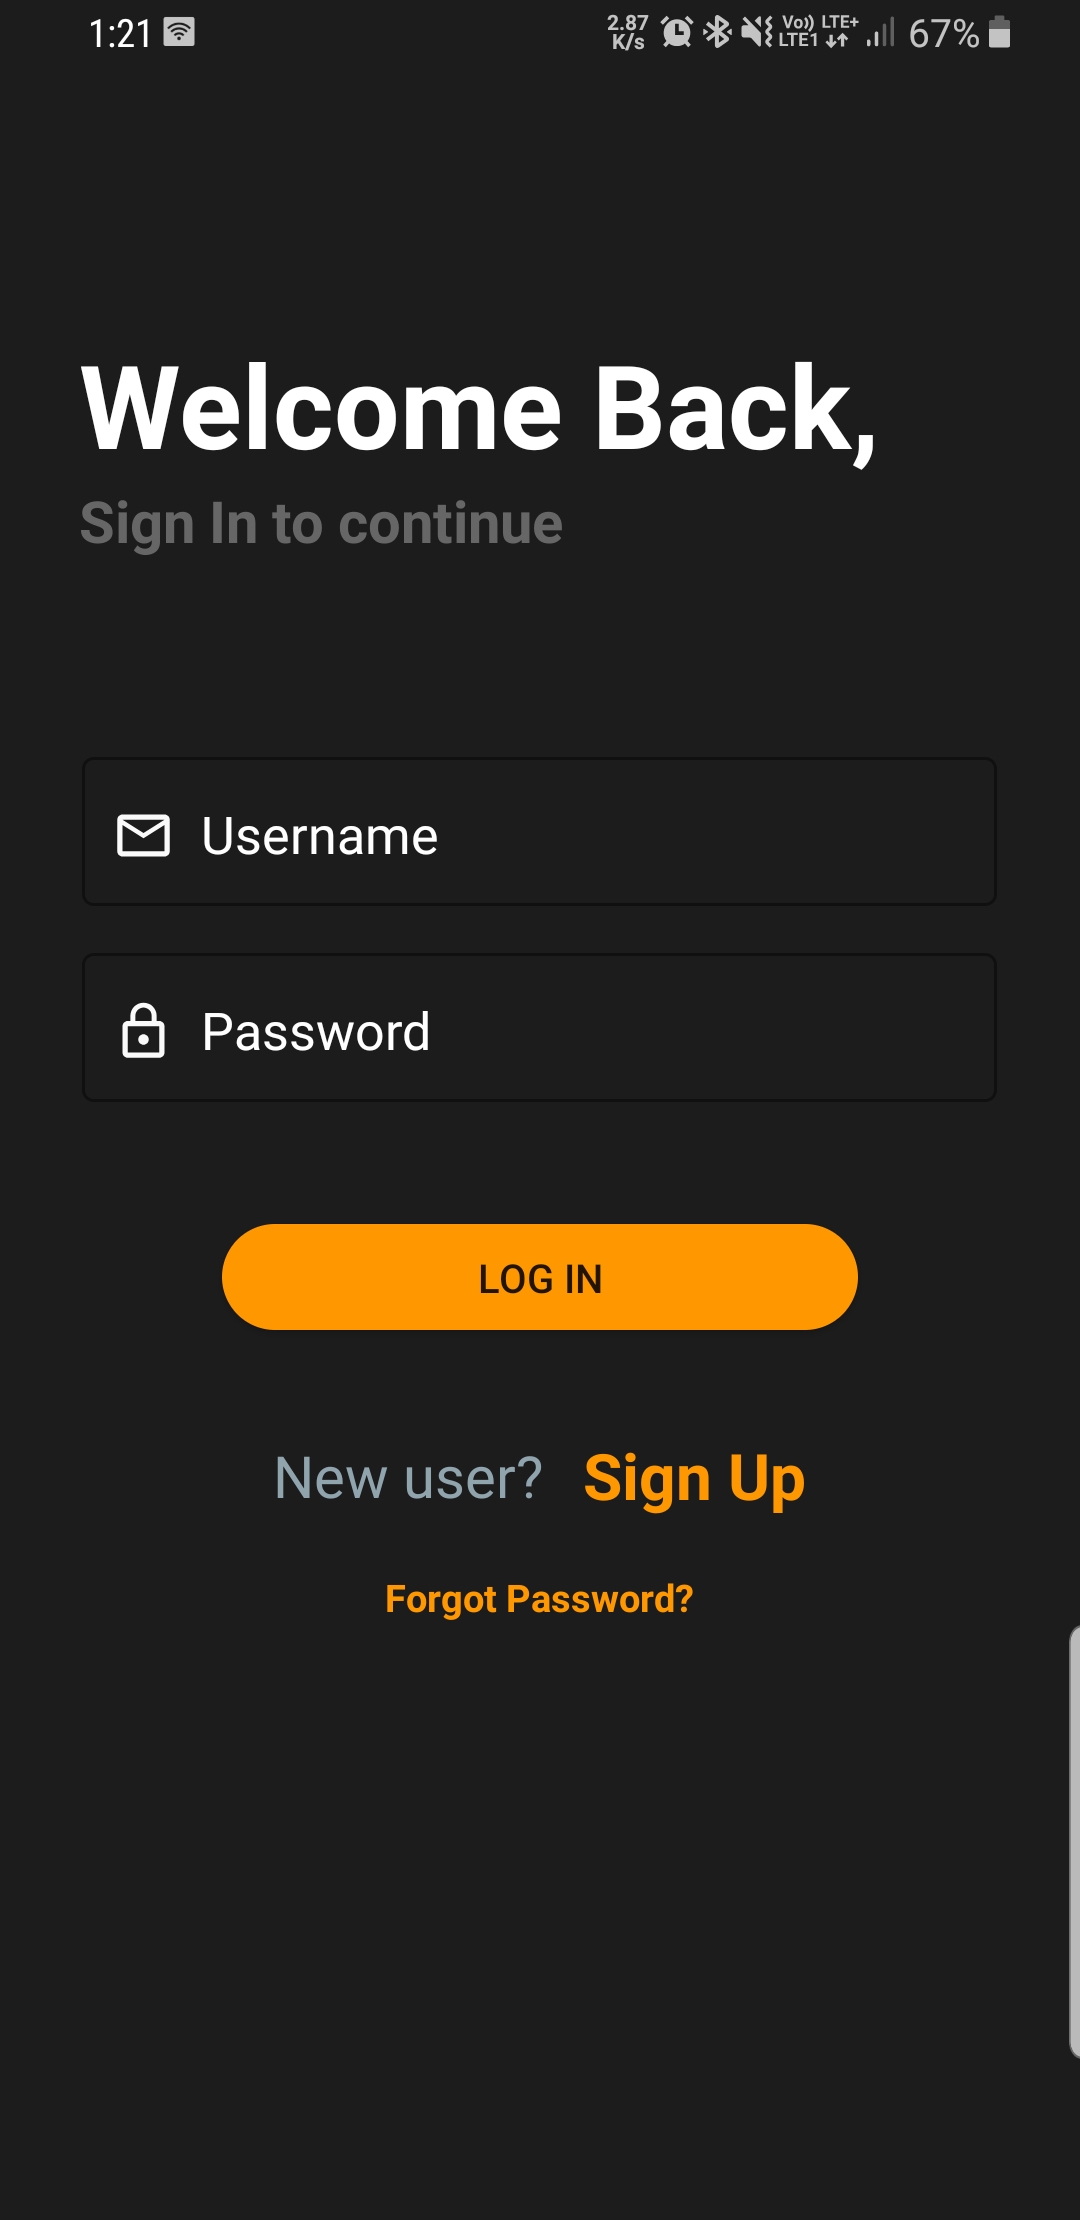 1:21 2.87 K/s Vo)) LTE1 LTE+ 67%
Welcome Back,
Sign In to continue
Username
Password
LOG IN
New user? Sign Up
Forgot Password?